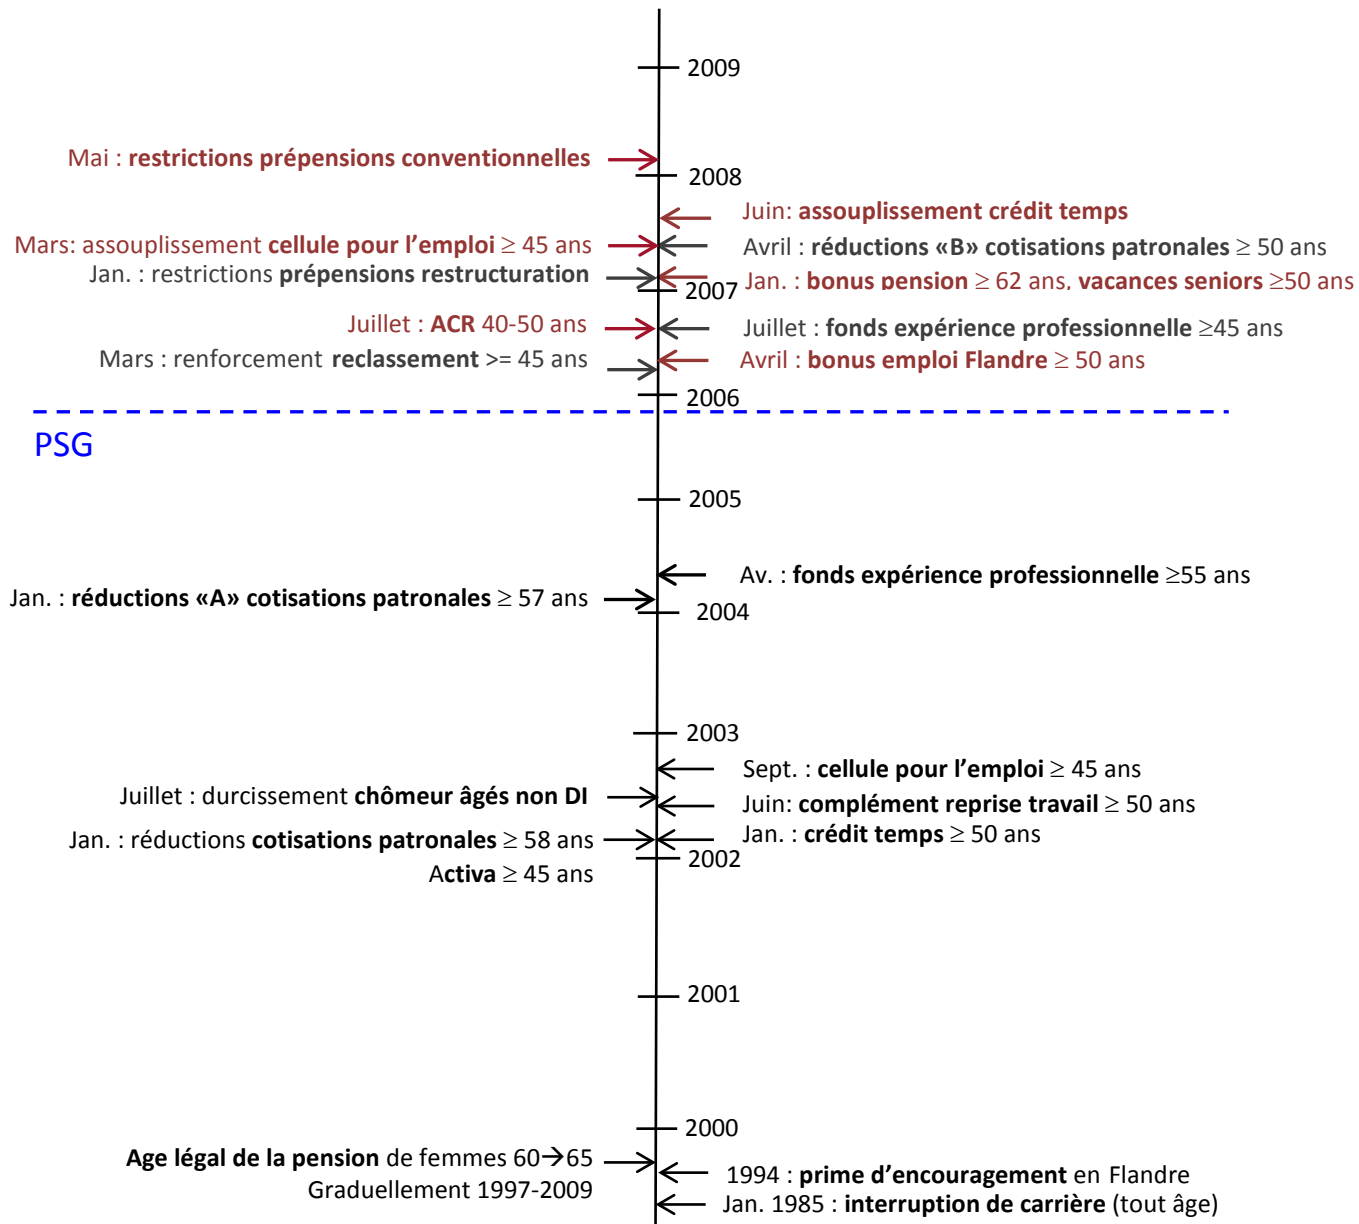 2009
Mai : restrictions prépensions conventionnelles
2008
Juin: assouplissement crédit temps
Mars: assouplissement cellule pour l’emploi ≥ 45 ans
Avril : réductions «B» cotisations patronales ≥ 50 ans
Jan. : restrictions prépensions restructuration
Jan. : bonus pension ≥ 62 ans, vacances seniors ≥50 ans
2007
Juillet : ACR 40-50 ans
Juillet : fonds expérience professionnelle ≥45 ans
Mars : renforcement reclassement >= 45 ans
Avril : bonus emploi Flandre ≥ 50 ans
2006
PSG
2005
Av. : fonds expérience professionnelle ≥55 ans
Jan. : réductions «A» cotisations patronales ≥ 57 ans
2004
2003
Sept. : cellule pour l’emploi ≥ 45 ans
Juillet : durcissement chômeur âgés non DI
Juin: complément reprise travail ≥ 50 ans
Jan. : réductions cotisations patronales ≥ 58 ans
Jan. : crédit temps ≥ 50 ans
2002
Activa ≥ 45 ans
2001
2000
Age légal de la pension de femmes 60→65
1994 : prime d’encouragement en Flandre
Graduellement 1997-2009
Jan. 1985 : interruption de carrière (tout âge)